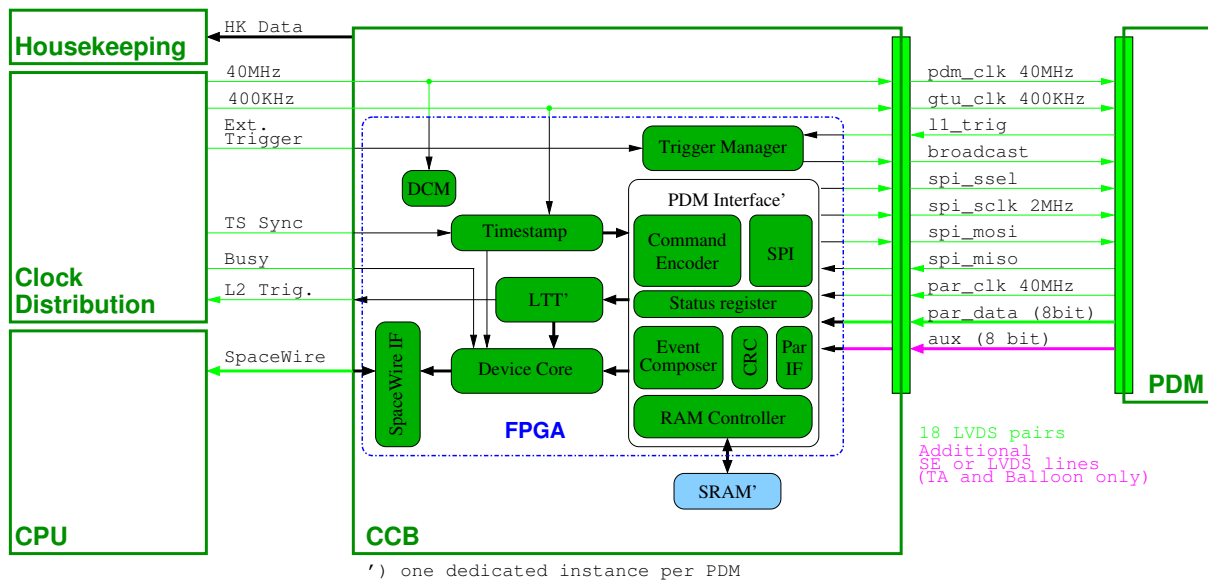 HK Data
Housekeeping
40MHz
400KHz
Ext.
Trigger
TS Sync
Busy
L2 Trig.
Clock
Distribution
SpaceWire
CPU
Trigger Manager
DCM
Timestamp
LTT'
Device Core
SpaceWire IF
FPGA
PDM Interface'
Command
Encoder
SPI
Status register
Event
Composer
CRC
Par
IF
RAM Controller
SRAM'
CCB
pdm_clk 40MHz
gtu_clk 400KHz
l1_trig
broadcast
spi_ssel
spi_sclk 2MHz
spi_mosi
spi_miso
par_clk 40MHz
par_data (8bit)
aux (8 bit)
PDM
18 LVDS pairs
Additional
SE or LVDS lines
(TA and Balloon only)
') one dedicated instance per PDM